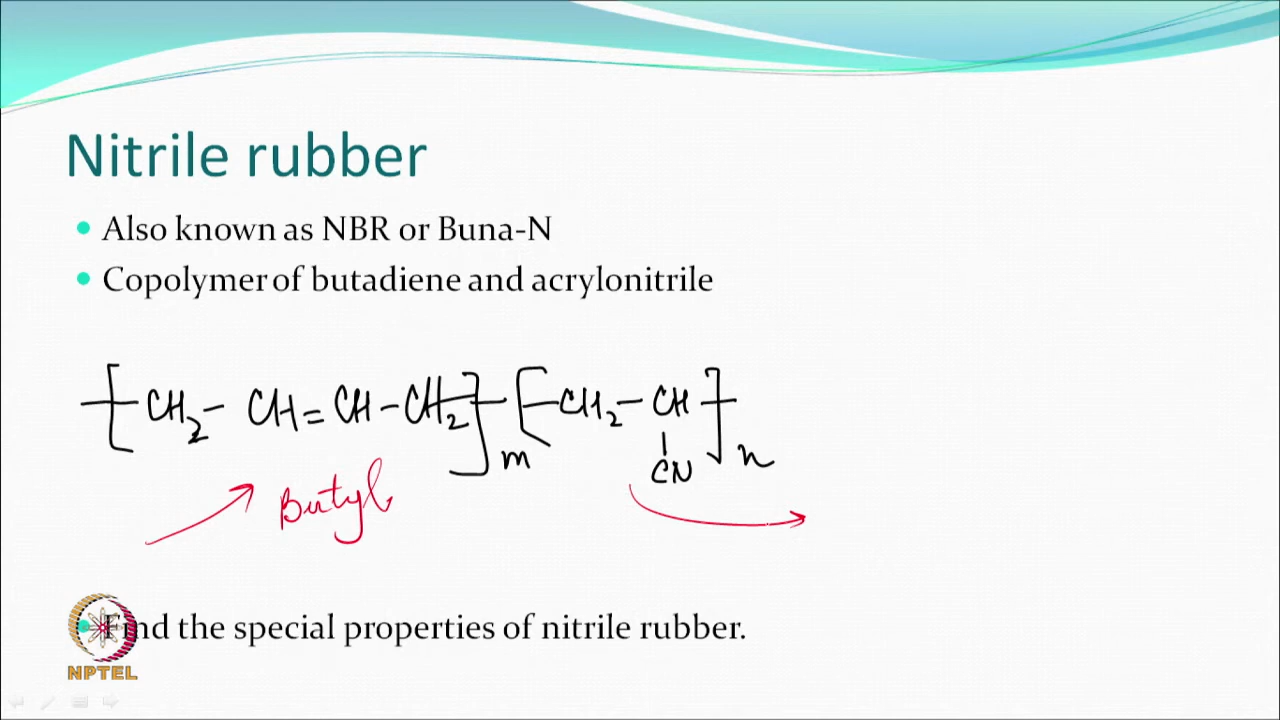 Nitrile rubber
Also known as NBR or Buna-N
Copolymer of butadiene and acrylonitrile
[CH2-CH=CH-CH2]m[CH2-CH]n
CN
Butyl
Find the special properties of nitrile rubber.
NPTEL